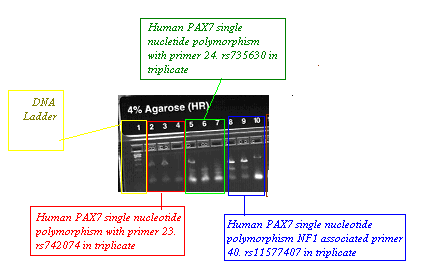 Human PAX7 single
nucletide polymorphism
with primer 24. rs735630 in
triplicate
DNA
Ladder
4% Agarose (HR)
1 2 3 4 5 6 7 8 9 10
Human PAX7 single nucleotide
polymorphism with primer 23.
rs742074 in triplicate
Human PAX7 single nucleotide
polymorphism NF1 associated primer
40. rs11577407 in triplicate